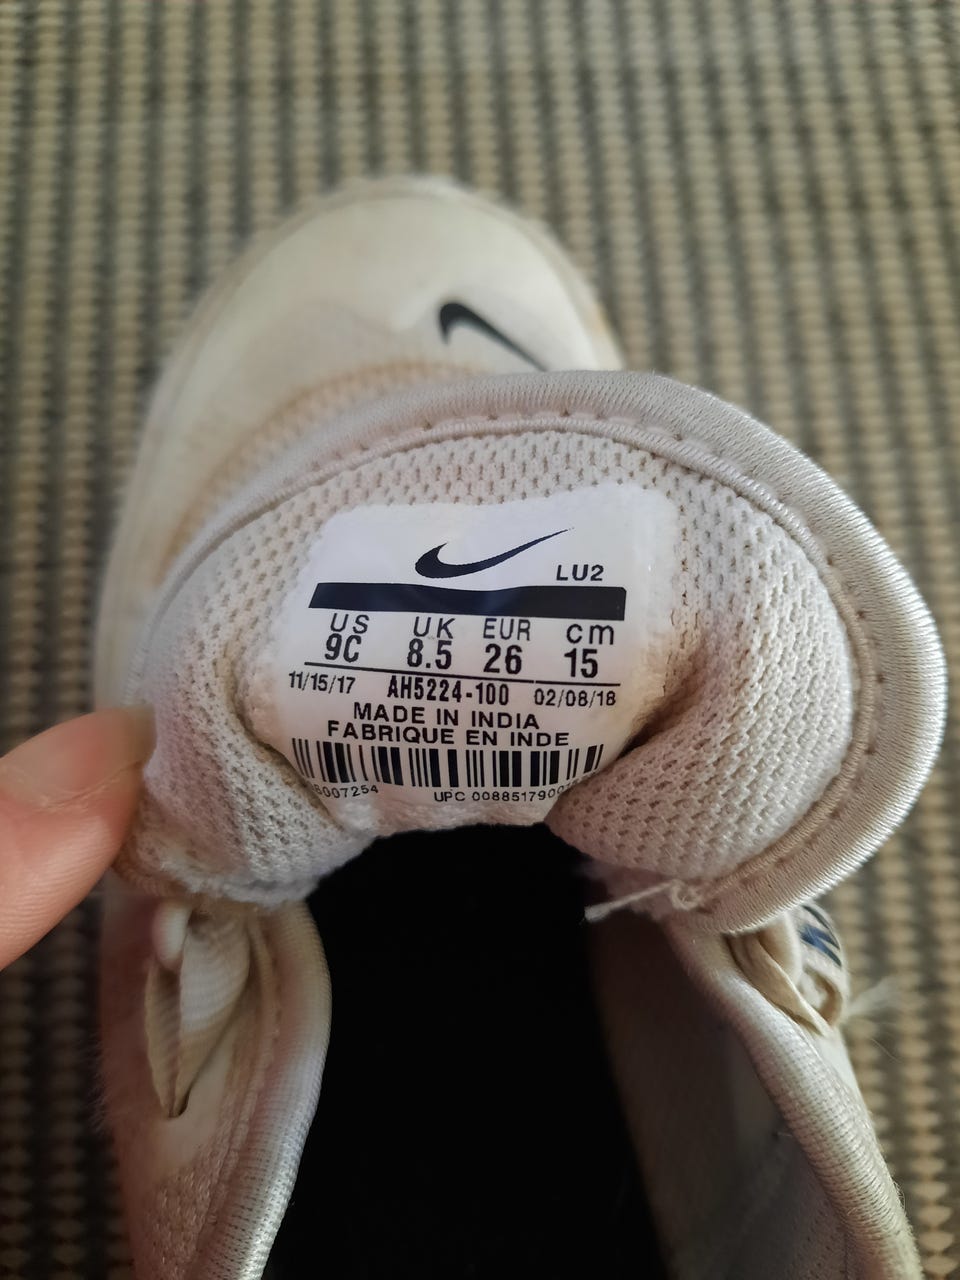 LU2
US UK EUR cm
9C 8.5 26 15
11/15/17 AH5224-100 02/08/18
MADE IN INDIA
FABRIQUE EN INDE
UPC